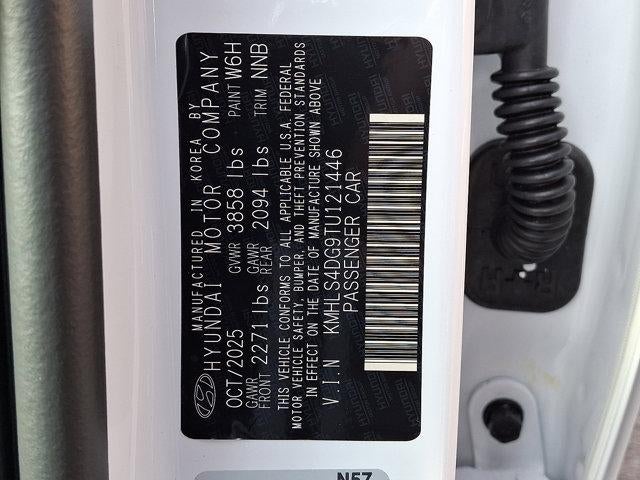 MANUFACTURED IN KOREA BY
HYUNDAI MOTOR COMPANY
OCT/2025 GVWR 3858 lbs PAINT W6H
GAWR FRONT 2271 lbs GAWR REAR 2094 lbs TRIM NNB
THIS VEHICLE CONFORMS TO ALL APPLICABLE U.S.A. FEDERAL
MOTOR VEHICLE SAFETY, BUMPER, AND THEFT PREVENTION STANDARDS
IN EFFECT ON THE DATE OF MANUFACTURE SHOWN ABOVE
V.I.N KMHLS4DG9TU121446
PASSENGER CAR
N57